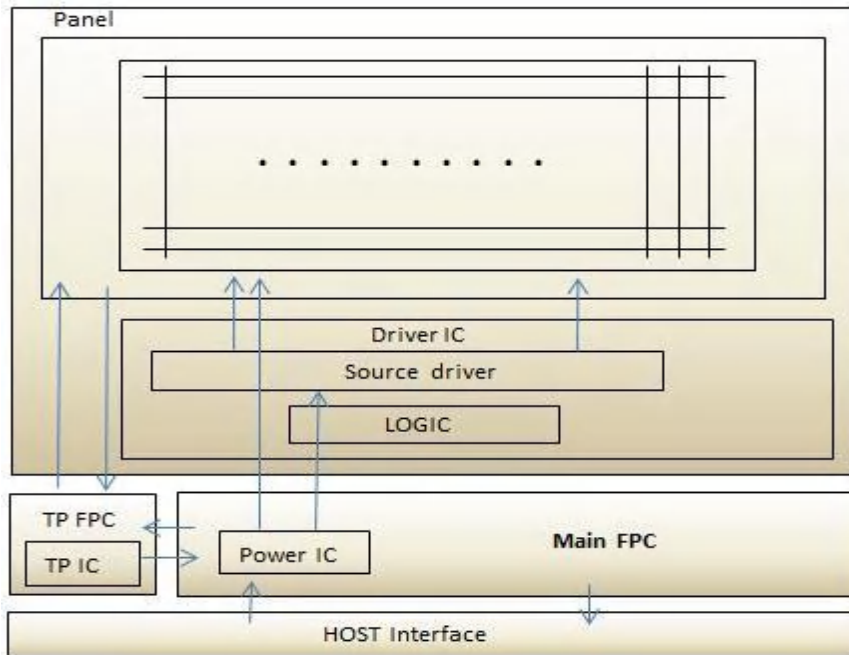 Panel
Driver IC
Source driver
LOGIC
TP FPC
TP IC
Power IC
Main FPC
HOST Interface